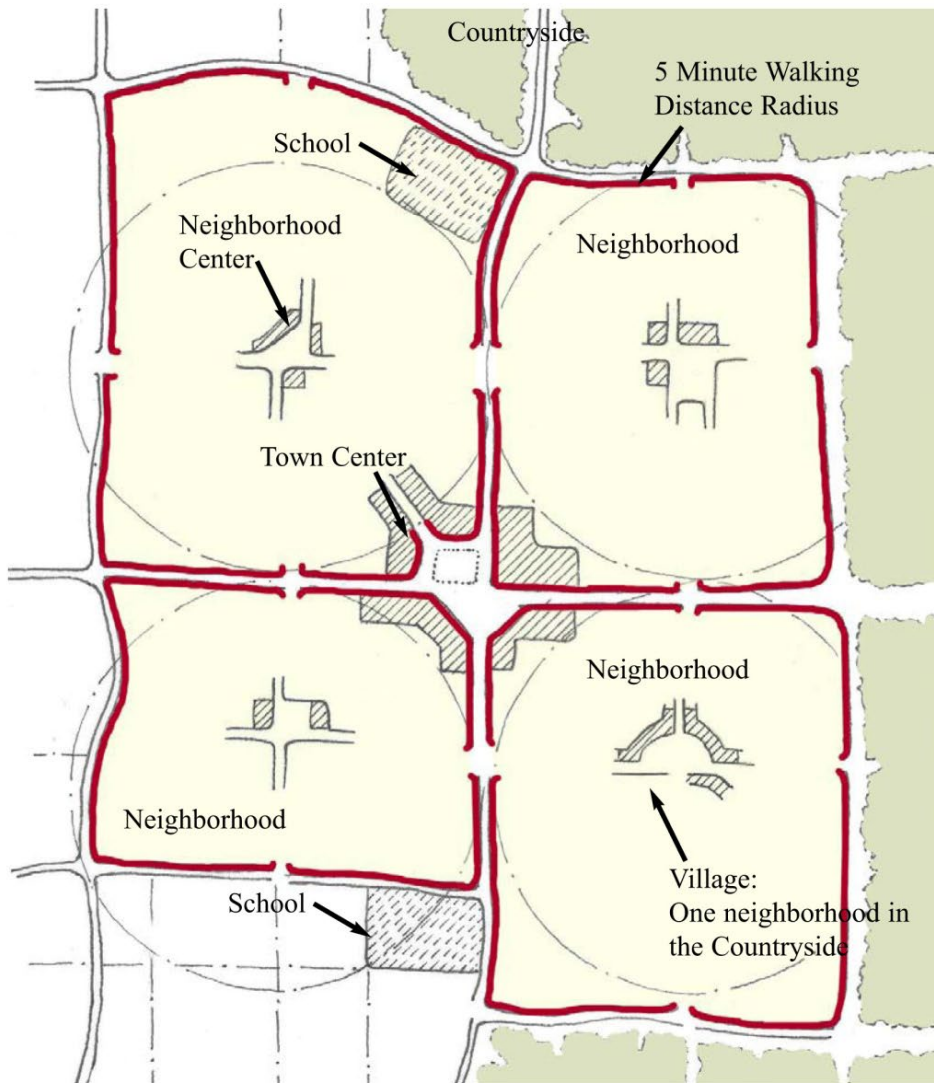 Countryside
5 Minute Walking
Distance Radius
School
Neighborhood
Center
Neighborhood
Town Center
Neighborhood
Neighborhood
School
Village:
One neighborhood in
the Countryside